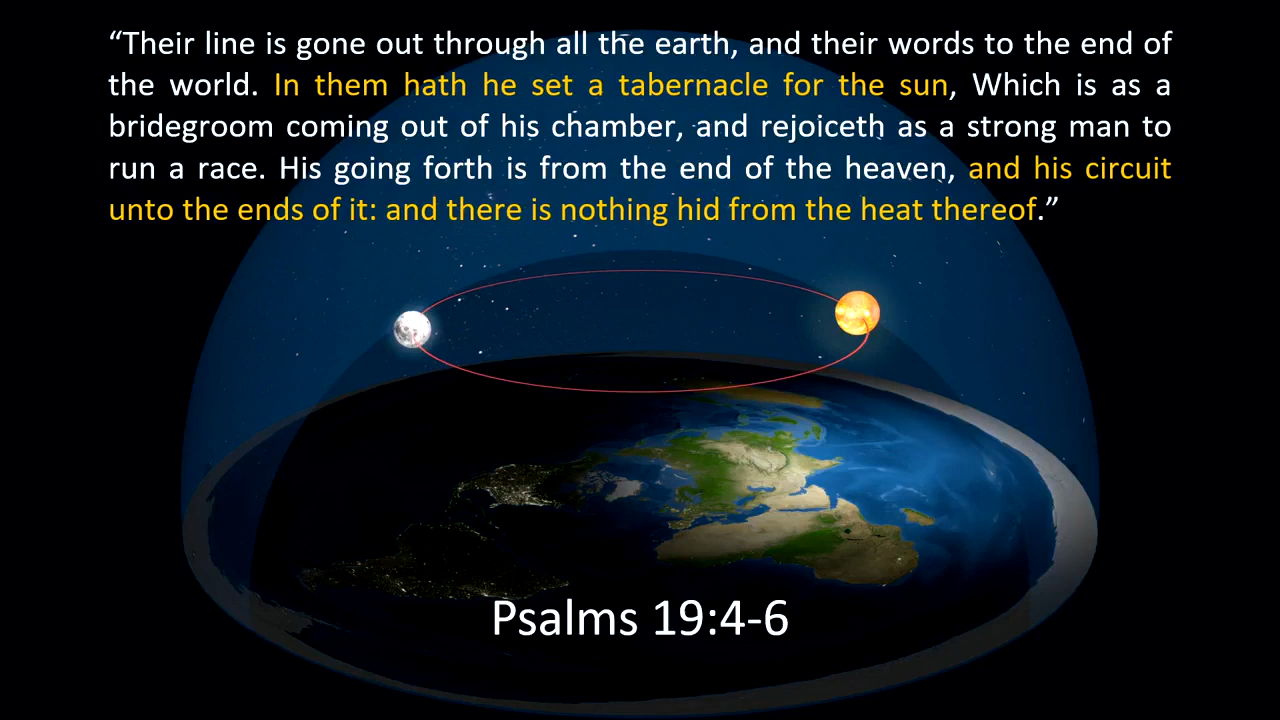 “Their line is gone out through all the earth, and their words to the end of
the world. In them hath he set a tabernacle for the sun, Which is as a
bridegroom coming out of his chamber, and rejoiceth as a strong man to
run a race. His going forth is from the end of the heaven, and his circuit
unto the ends of it: and there is nothing hid from the heat thereof.”
Psalms 19:4-6